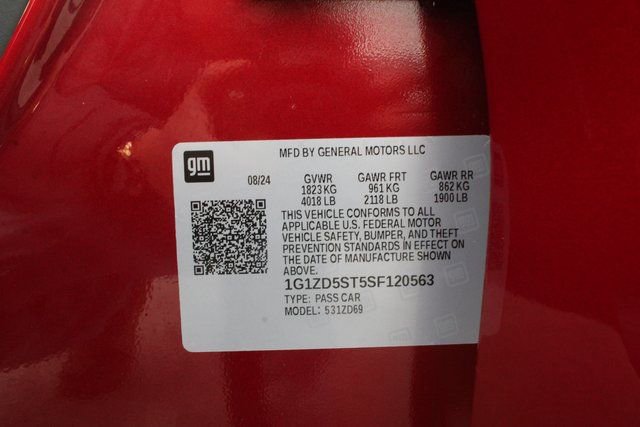 gm
MFD BY GENERAL MOTORS LLC
08/24 GVWR GAWR FRT GAWR RR
1823 KG 961 KG 862 KG
4018 LB 2118 LB 1900 LB
THIS VEHICLE CONFORMS TO ALL
APPLICABLE U.S. FEDERAL MOTOR
VEHICLE SAFETY, BUMPER, AND THEFT
PREVENTION STANDARDS IN EFFECT ON
THE DATE OF MANUFACTURE SHOWN
ABOVE.
1G1ZD5ST5SF120563
TYPE: PASS CAR
MODEL: 531ZD69